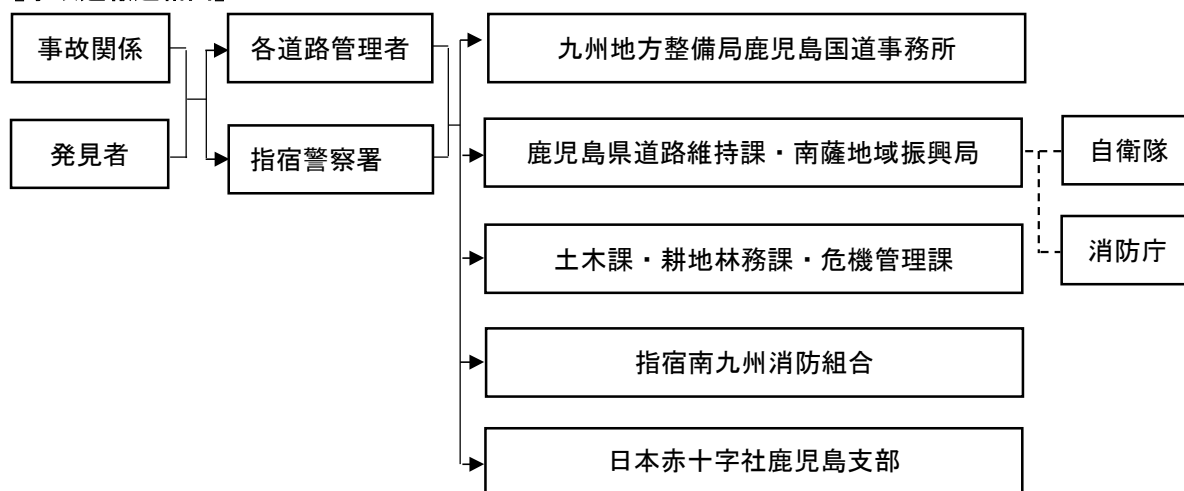 事故関係
各道路管理者
九州地方整備局鹿児島国道事務所
発見者
指宿警察署
鹿児島県道路維持課・南薩地域振興局
自衛隊
土木課・耕地林務課・危機管理課
消防庁
指宿南九州消防組合
日本赤十字社鹿児島支部